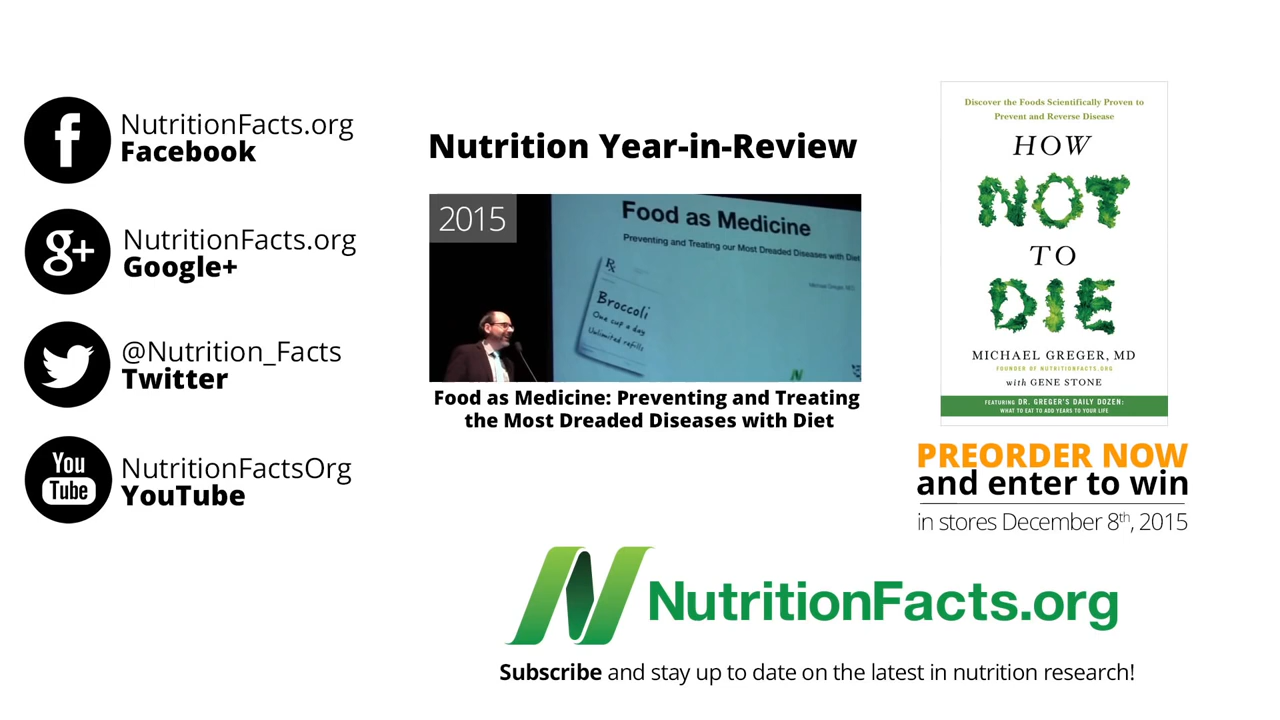 NutritionFacts.org
Facebook
g+
NutritionFacts.org
Google+
@Nutrition_Facts
Twitter
You
Tube
NutritionFactsOrg
YouTube
Nutrition Year-in-Review
2015
Food as Medicine
Preventing and Treating our Most Dreaded Diseases with Diet
Michael Greger, MD
Rx
Broccoli
One cup a day
Unlimited refills
Food as Medicine: Preventing and Treating
the Most Dreaded Diseases with Diet
Discover the Foods Scientifically Proven to
Prevent and Reverse Disease
HOW
NOT
TO
DIE
MICHAEL GREGER, MD
FOUNDER OF NUTRITIONFACTS.ORG
with GENE STONE
FEATURING DR. GREGER'S DAILY DOZEN:
WHAT TO EAT TO ADD YEARS TO YOUR LIFE
PREORDER NOW
and enter to win
in stores December 8th, 2015
NutritionFacts.org
Subscribe and stay up to date on the latest in nutrition research!